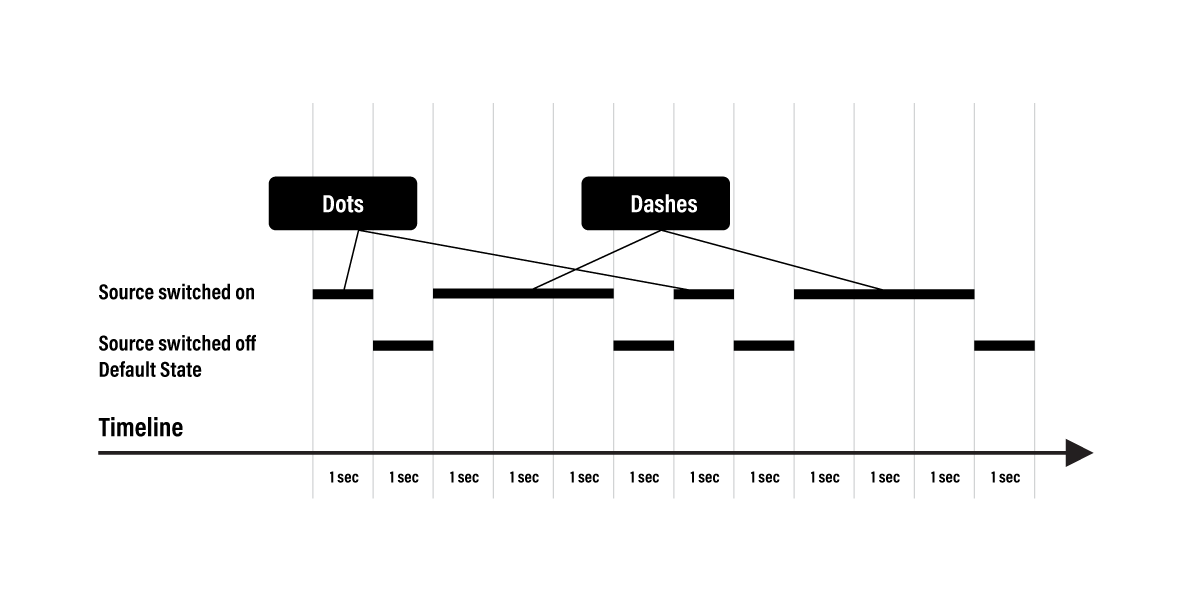 Dots
Dashes
Source switched on
Source switched off
Default State
Timeline
1 sec 1 sec 1 sec 1 sec 1 sec 1 sec 1 sec 1 sec 1 sec 1 sec 1 sec 1 sec